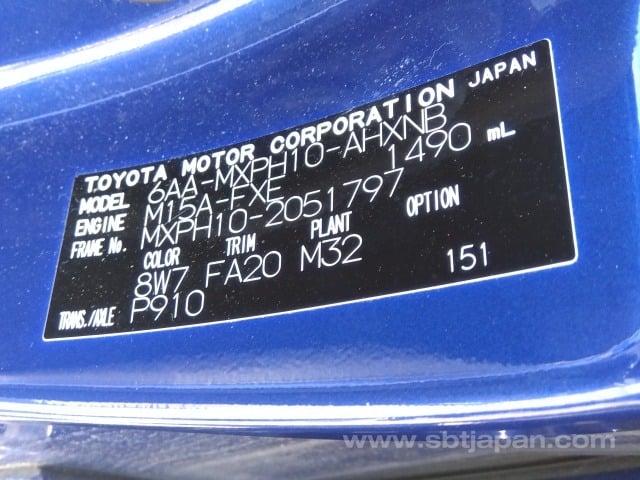 TOYOTA MOTOR CORPORATION JAPAN
MODEL 6AA-MXPH10-AHXNB
ENGINE M15A-FXE 1490 mL
FRAME No. MXPH10-2051797
COLOR TRIM PLANT OPTION
8W7 FA20 M32 151
TRANS./AXLE P910
www.sbtjapan.com